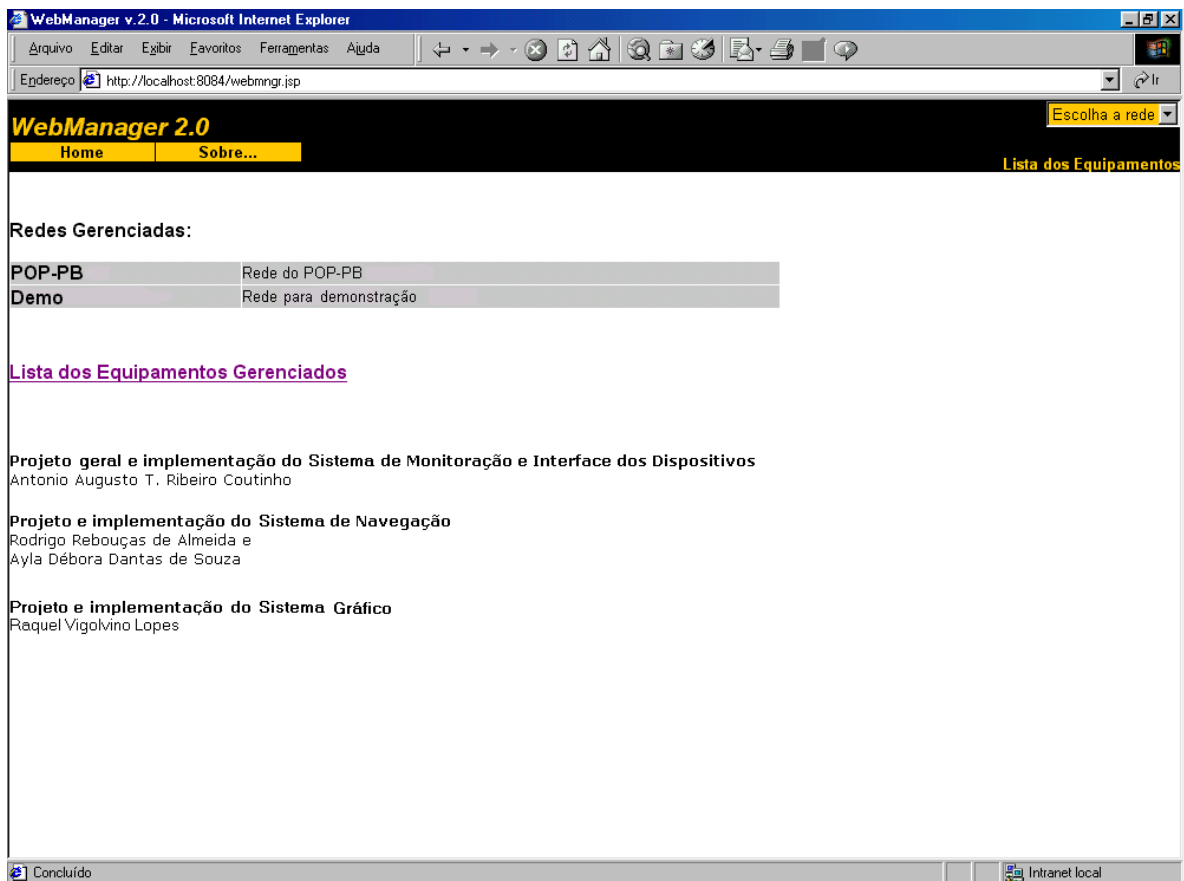 WebManager v.2.0 - Microsoft Internet Explorer
Arquivo Editar Exibir Favoritos Ferramentas Ajuda
Endereço http://localhost:8084/webmngr.jsp Ir
WebManager 2.0 Escolha a rede
Home Sobre...
Lista dos Equipamentos
Redes Gerenciadas:
POP-PB Rede do POP-PB
Demo Rede para demonstração
Lista dos Equipamentos Gerenciados
Projeto geral e implementação do Sistema de Monitoração e Interface dos Dispositivos
Antonio Augusto T. Ribeiro Coutinho
Projeto e implementação do Sistema de Navegação
Rodrigo Rebouças de Almeida e
Ayla Débora Dantas de Souza
Projeto e implementação do Sistema Gráfico
Raquel Vigolvino Lopes
Concluído Intranet local